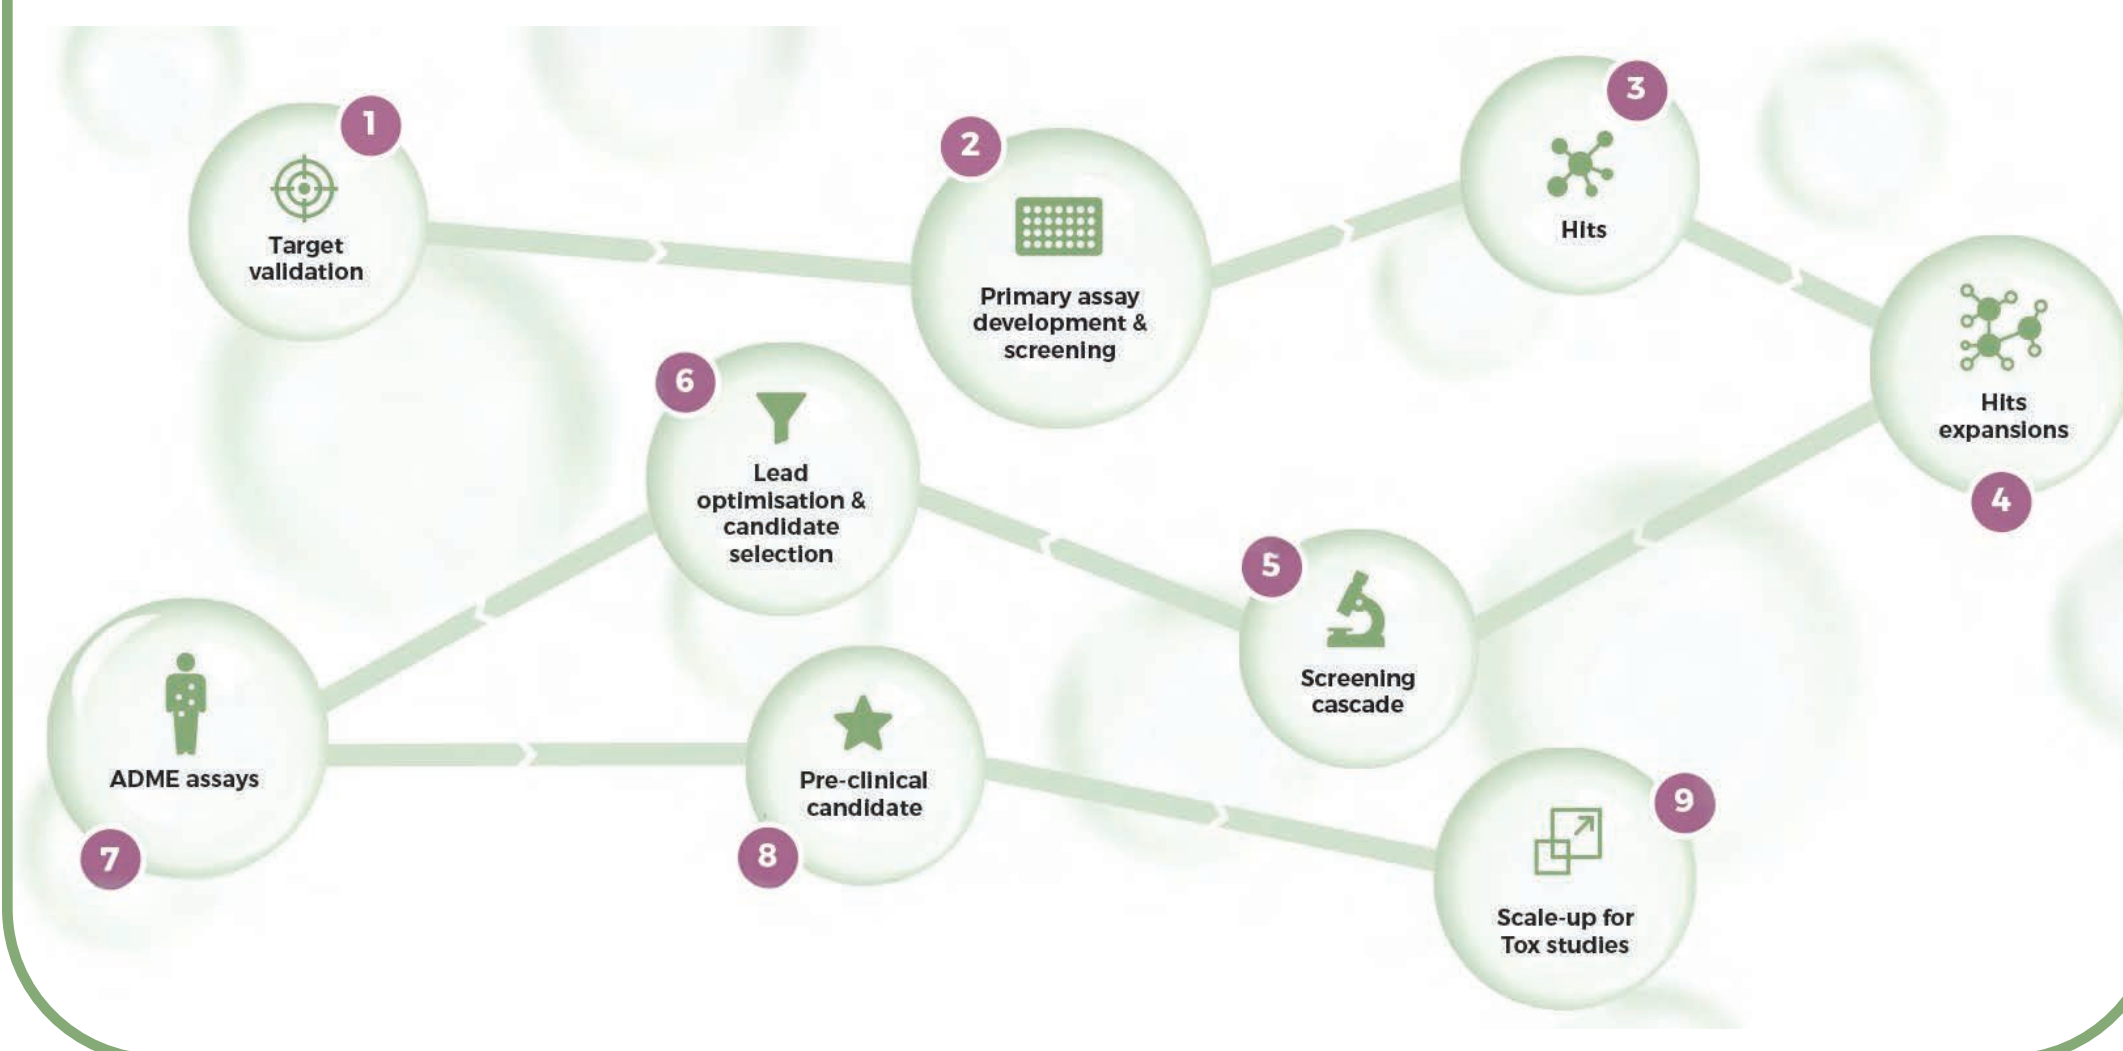 1
Target
validation
2
Primary assay
development &
screening
3
Hits
Hits
expansions
4
5
Screening
cascade
6
Lead
optimisation &
candidate
selection
ADME assays
7
Pre-clinical
candidate
8
9
Scale-up for
Tox studies